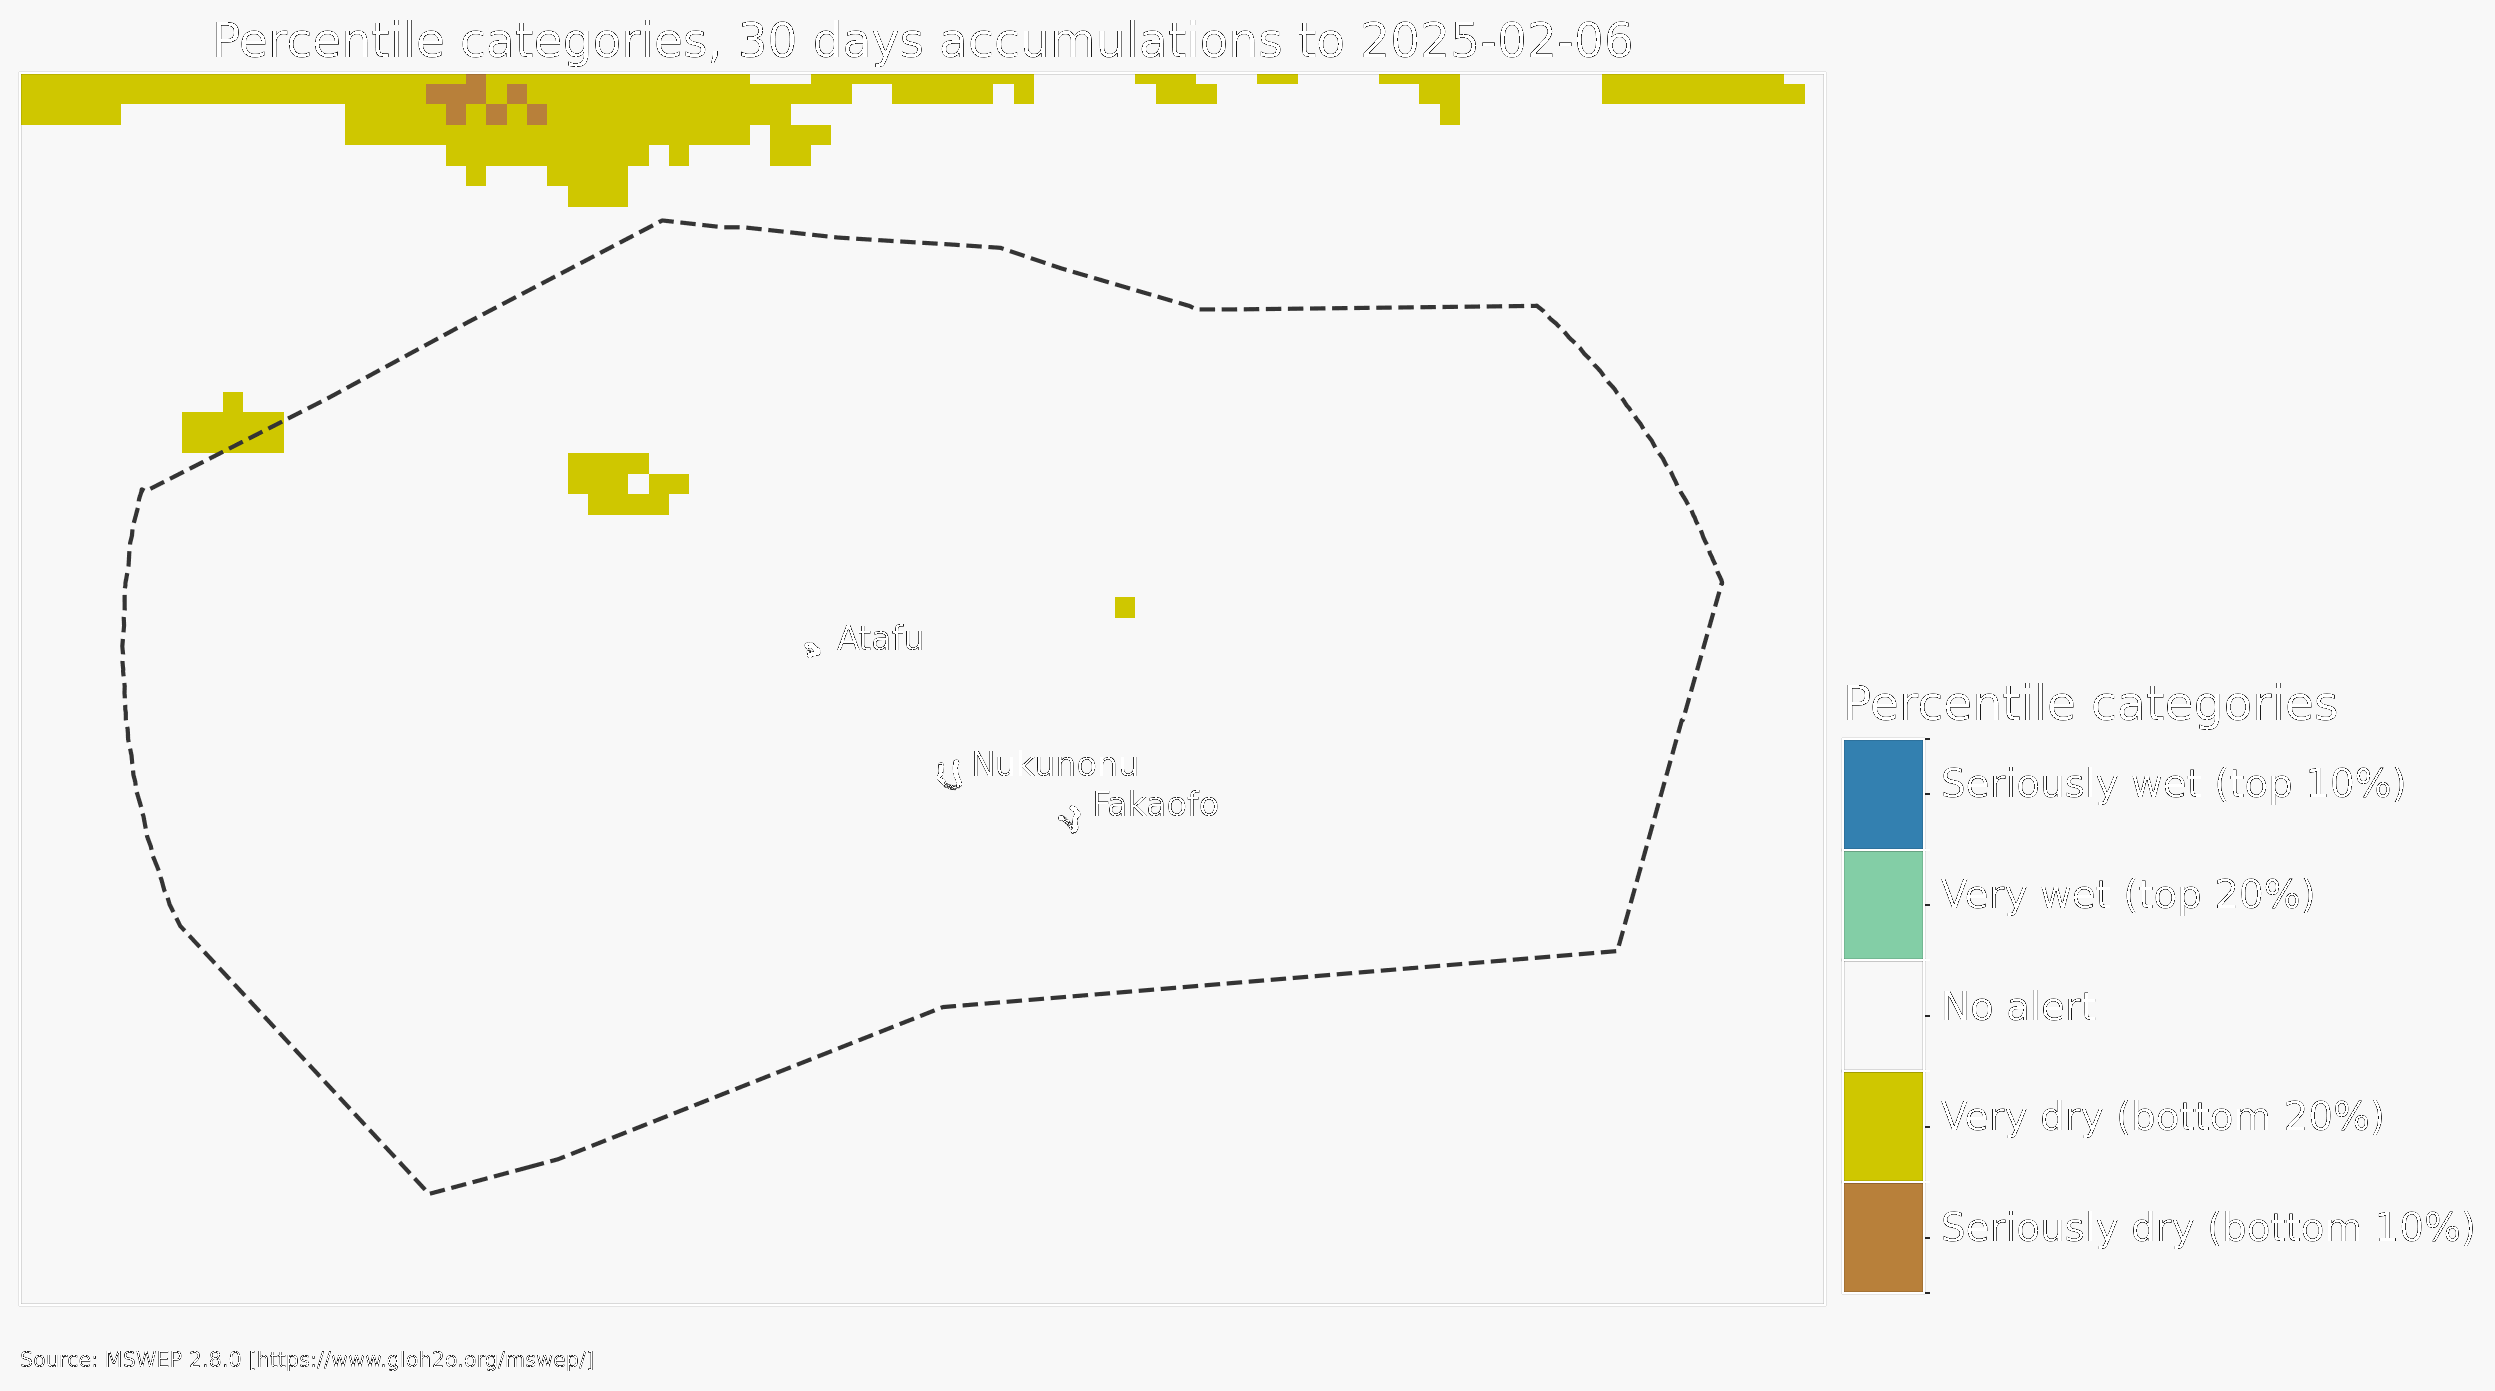 Percentile categories, 30 days accumulations to 2025-02-06
Atafu
Nukunonu
Fakaofo
Percentile categories
Seriously wet (top 10%)
Very wet (top 20%)
No alert
Very dry (bottom 20%)
Seriously dry (bottom 10%)
Source: MSWEP 2.8.0 [https://www.gloh2o.org/mswep/]